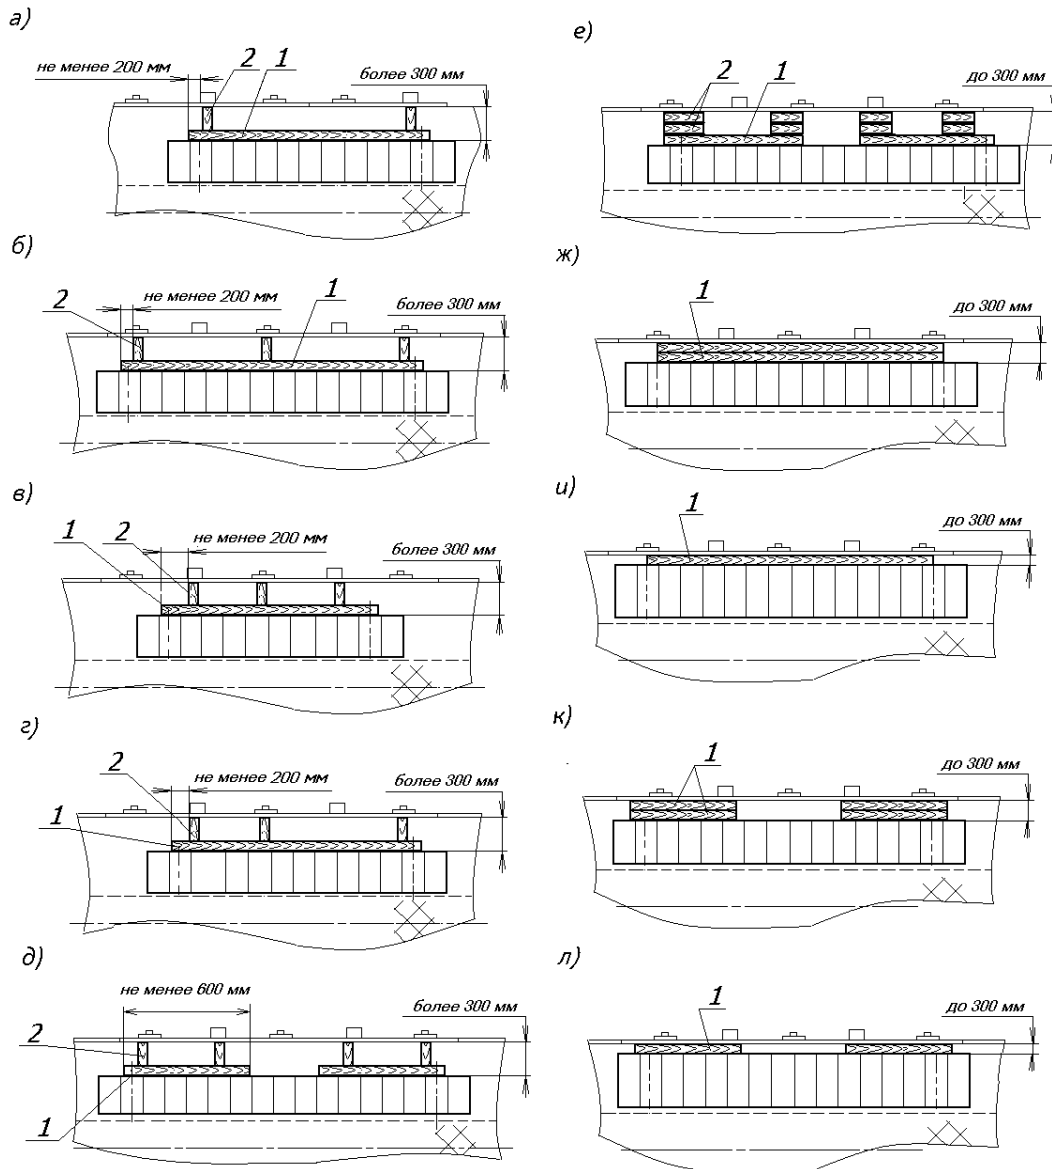 а)
не менее 200 мм
2
1
более 300 мм
б)
2
не менее 200 мм
1
более 300 мм
в)
1
2
не менее 200 мм
более 300 мм
г)
2
не менее 200 мм
1
более 300 мм
д)
не менее 600 мм
2
более 300 мм
1
е)
2
1
до 300 мм
ж)
1
до 300 мм
и)
1
до 300 мм
к)
1
до 300 мм
л)
1
до 300 мм